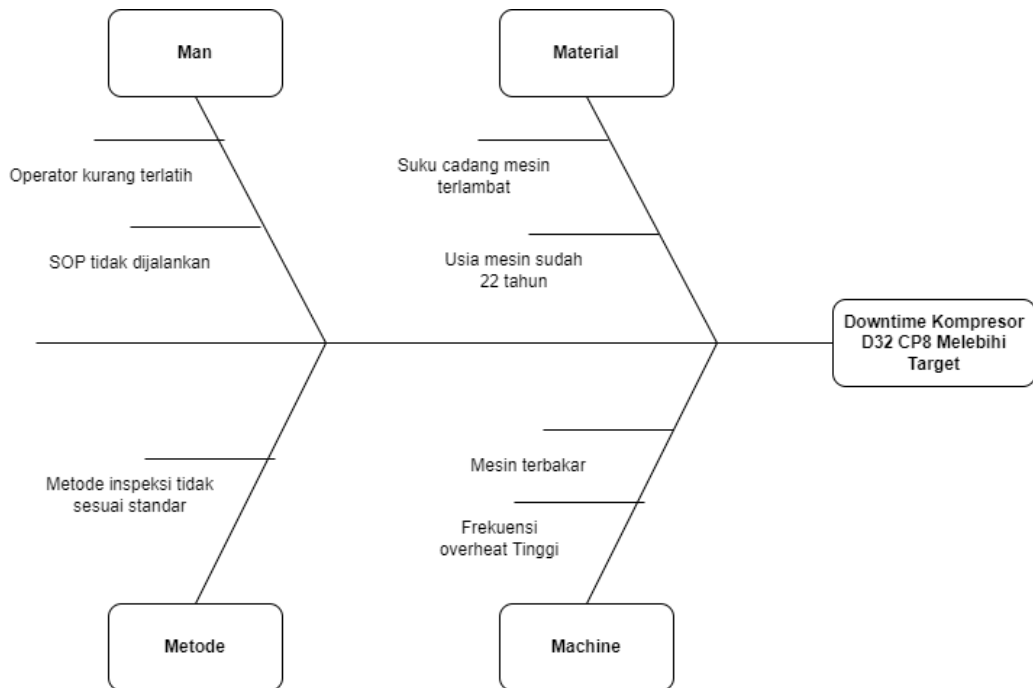 Man
Material
Operator kurang terlatih
SOP tidak dijalankan
Suku cadang mesin
terlambat
Usia mesin sudah
22 tahun
Downtime Kompresor
D32 CP8 Melebihi
Target
Metode inspeksi tidak
sesuai standar
Mesin terbakar
Frekuensi
overheat Tinggi
Metode
Machine